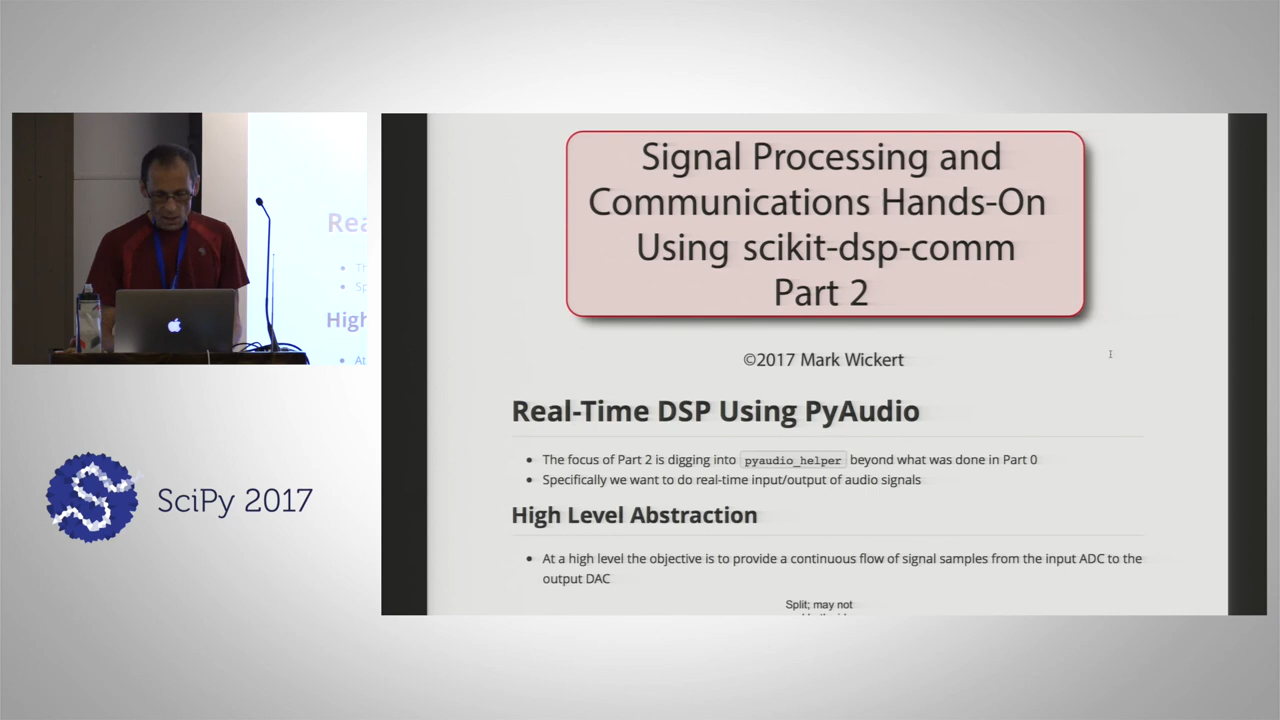 Signal Processing and
Communications Hands-On
Using scikit-dsp-comm
Part 2
©2017 Mark Wickert
Real-Time DSP Using PyAudio
The focus of Part 2 is digging into pyaudio_helper beyond what was done in Part 0
Specifically we want to do real-time input/output of audio signals
High Level Abstraction
At a high level the objective is to provide a continuous flow of signal samples from the input ADC to the
output DAC
Split; may not
Rea
Th
Sp
High
At
SciPy 2017